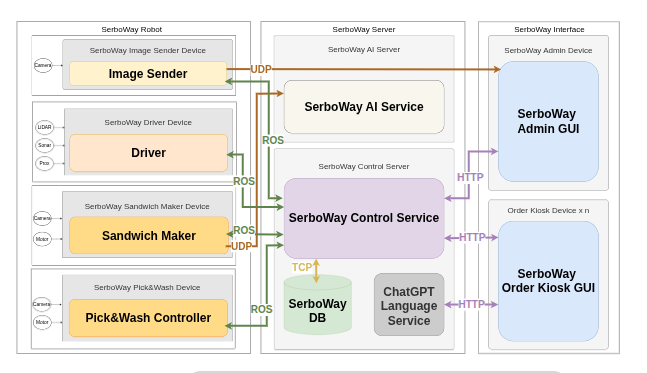 SerboWay Robot
SerboWay Image Sender Device
Camera
Image Sender
SerboWay Driver Device
LiDAR
Sonar
Pros
Driver
SerboWay Sandwich Maker Device
Camera
Motor
Sandwich Maker
SerboWay Pick&Wash Device
Camera
Motor
Pick&Wash Controller
UDP
ROS
ROS
ROS
UDP
ROS
SerboWay Server
SerboWay AI Server
SerboWay AI Service
SerboWay Control Server
SerboWay Control Service
TCP
SerboWay
DB
ChatGPT
Language
Service
HTTP
HTTP
HTTP
SerboWay Interface
SerboWay Admin Device
SerboWay
Admin GUI
Order Kiosk Device x n
SerboWay
Order Kiosk GUI